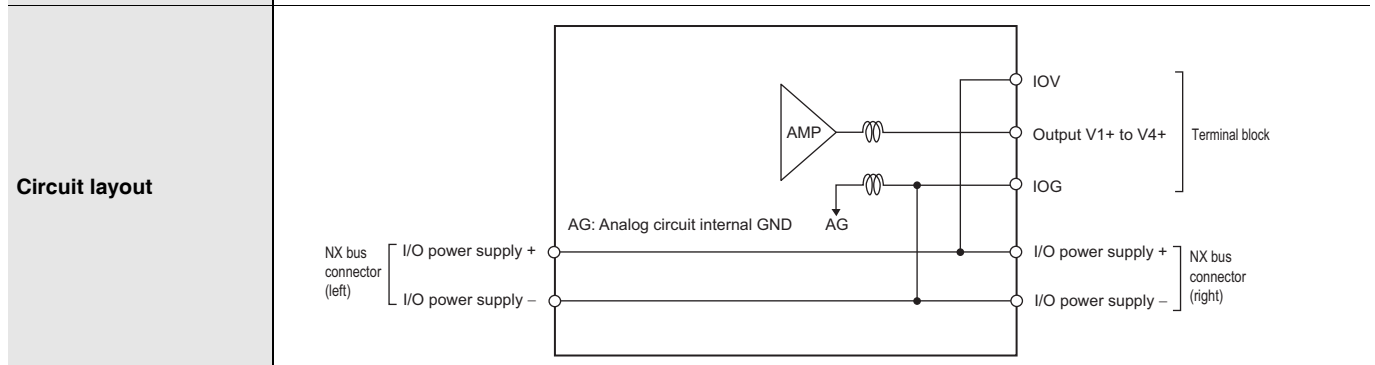 Circuit layout
IOV
AMP
Output V1+ to V4+
Terminal block
IOG
AG: Analog circuit internal GND
AG
NX bus
connector
(left)
I/O power supply +
I/O power supply –
I/O power supply +
I/O power supply –
NX bus
connector
(right)